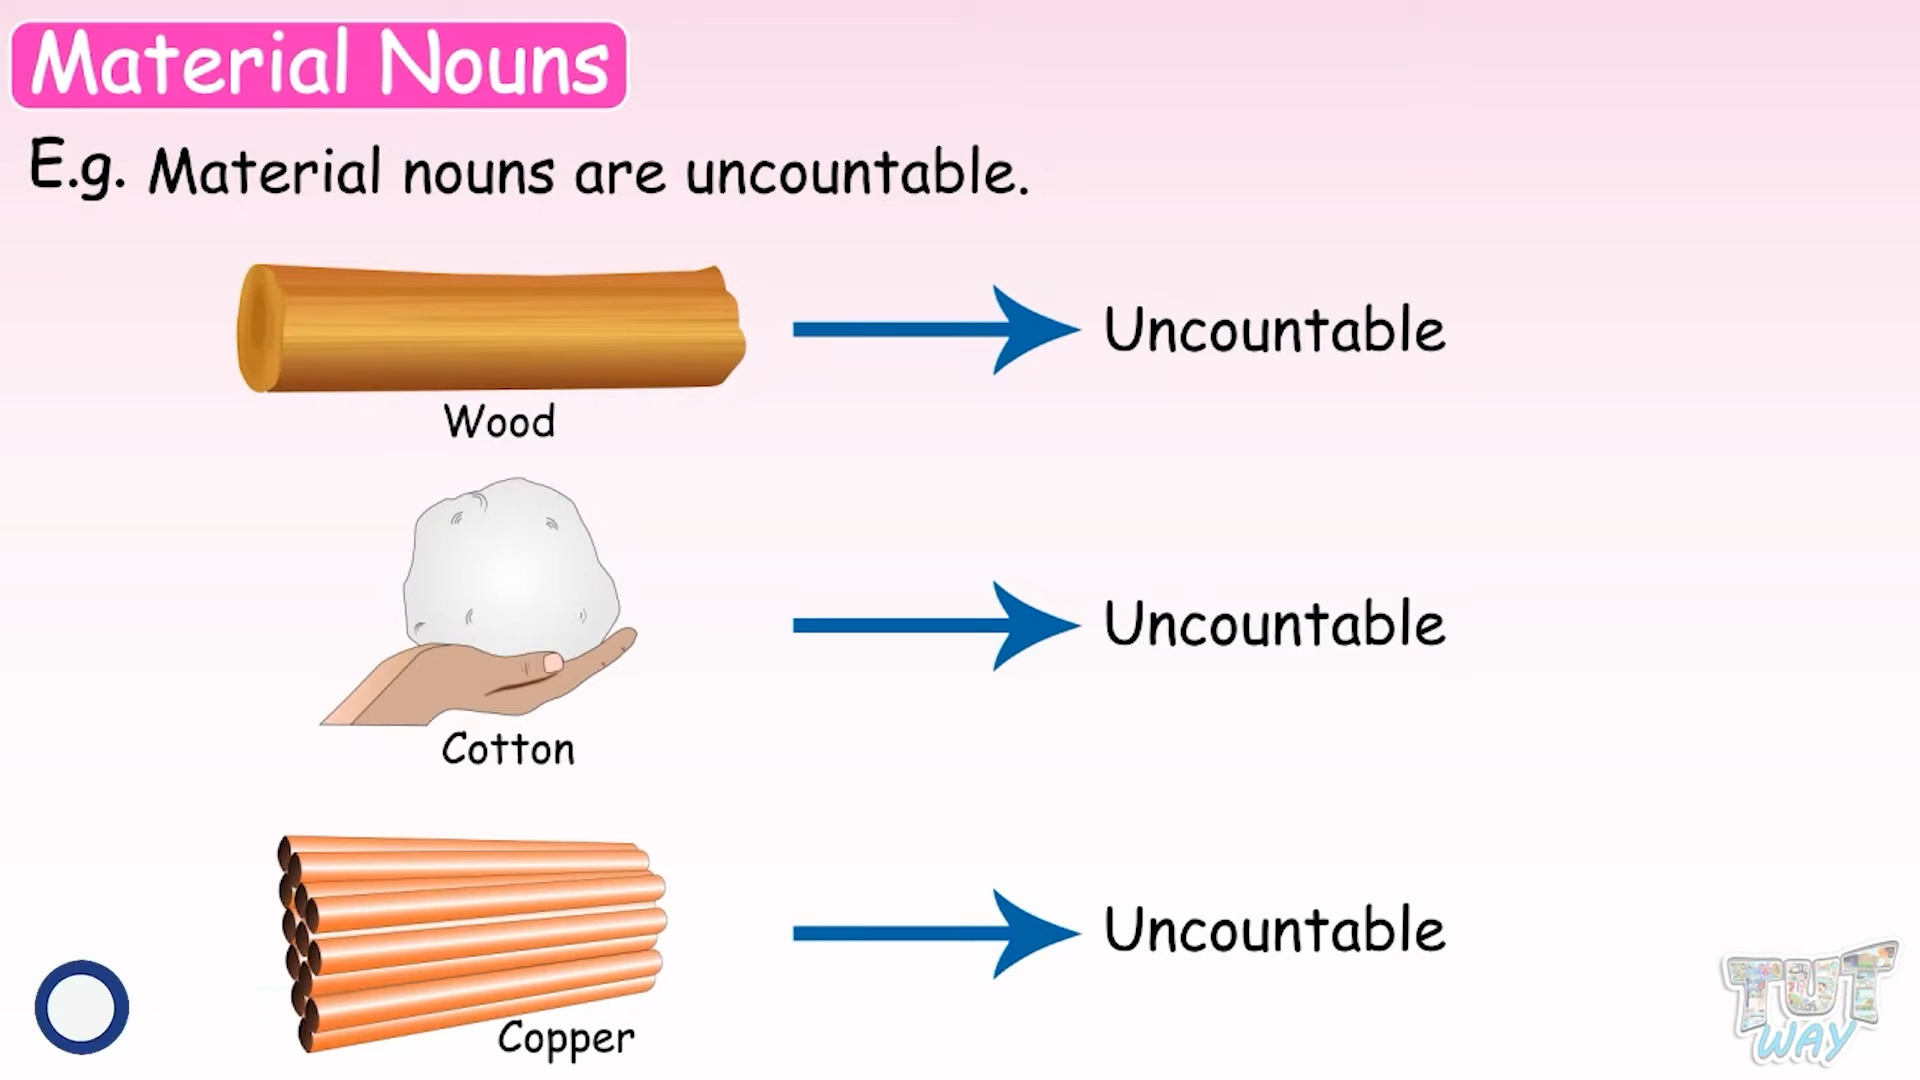 Material Nouns
E.g. Material nouns are uncountable.
Uncountable
Wood
Uncountable
Cotton
Uncountable
Copper
TUT
WAY